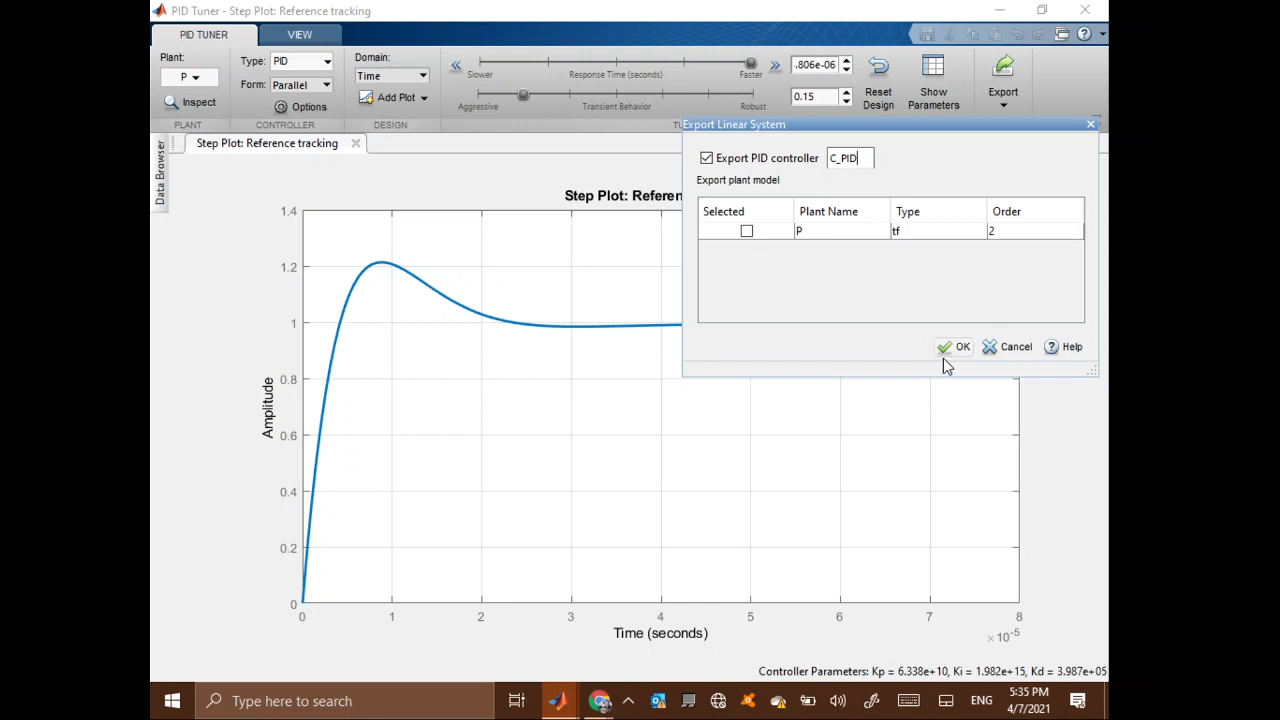 PID Tuner - Step Plot: Reference tracking
PID TUNER
VIEW
Plant:
P
Inspect
PLANT
Type: PID
Form: Parallel
Options
CONTROLLER
Domain:
Time
Add Plot
DESIGN
Slower
Response Time (seconds)
Faster
.806e-06
Aggressive
Transient Behavior
Robust
0.15
Reset
Design
Show
Parameters
Export
Data Browser
Step Plot: Reference tracking
Export Linear System
Export PID controller C_PID
Export plant model
Selected Plant Name Type Order
P tf 2
OK Cancel Help
Step Plot: Referen
1.4
1.2
1
0.8
0.6
0.4
0.2
0
Amplitude
0 1 2 3 4 5 6 7 8
Time (seconds)
×10-5
Controller Parameters: Kp = 6.338e+10, Ki = 1.982e+15, Kd = 3.987e+05
Type here to search
ENG
5:35 PM
4/7/2021